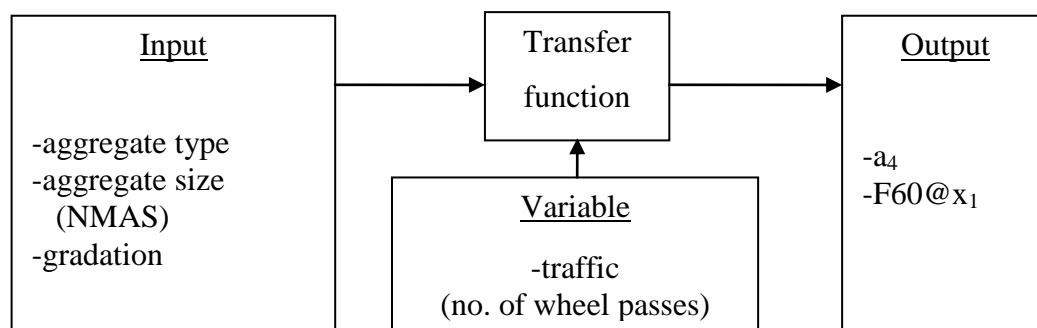 Input
-aggregate type
-aggregate size
(NMAS)
-gradation
Transfer
function
Variable
-traffic
(no. of wheel passes)
Output
-a₄
-F60@x₁